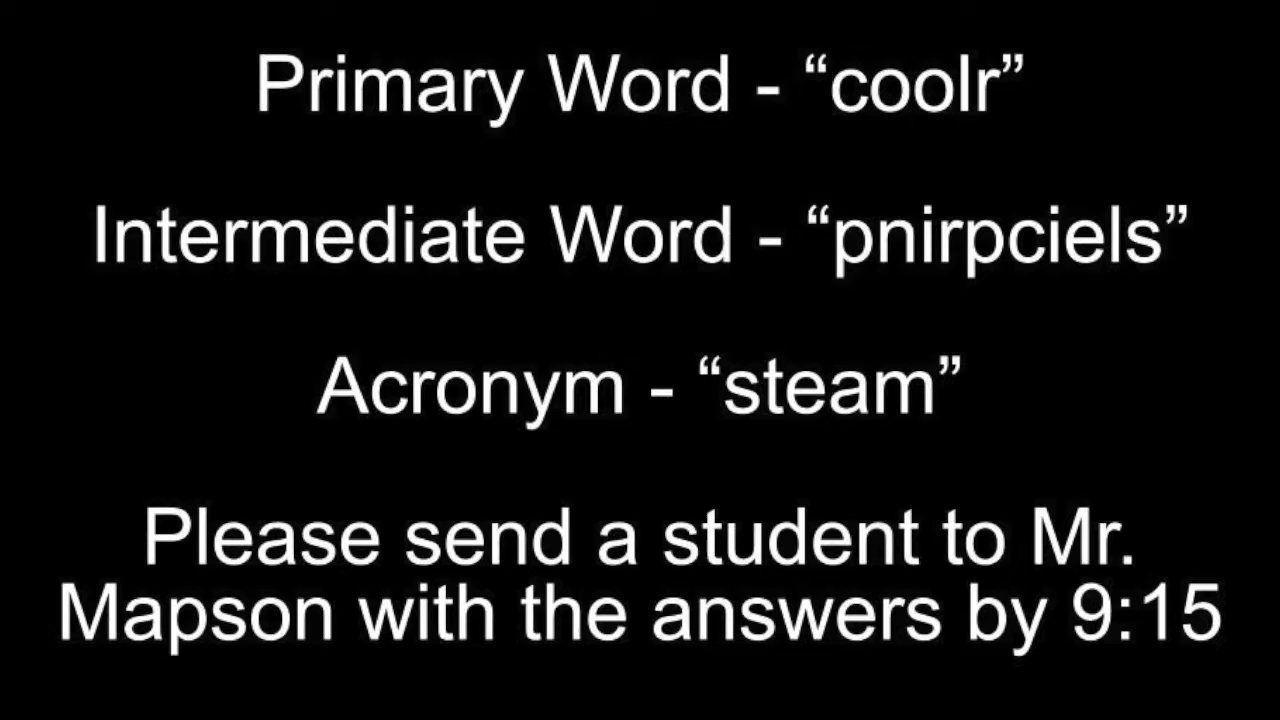 Primary Word - “coolr”
Intermediate Word - “pnirpciels”
Acronym - “steam”
Please send a student to Mr.
Mapson with the answers by 9:15